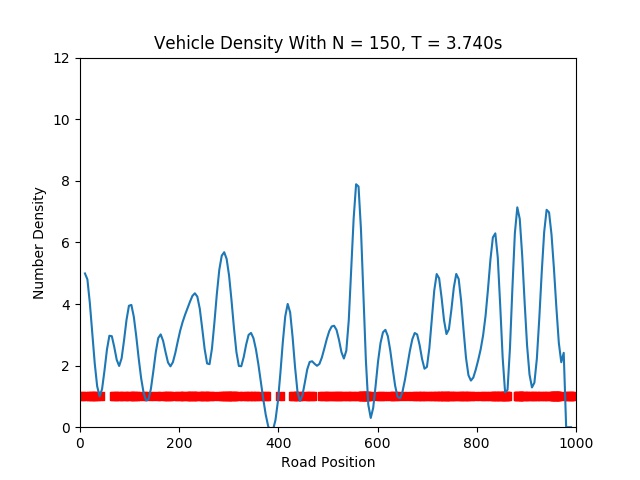 Vehicle Density With N = 150, T = 3.740s
12
10
8
6
4
2
0
Number Density
0 200 400 600 800 1000
Road Position